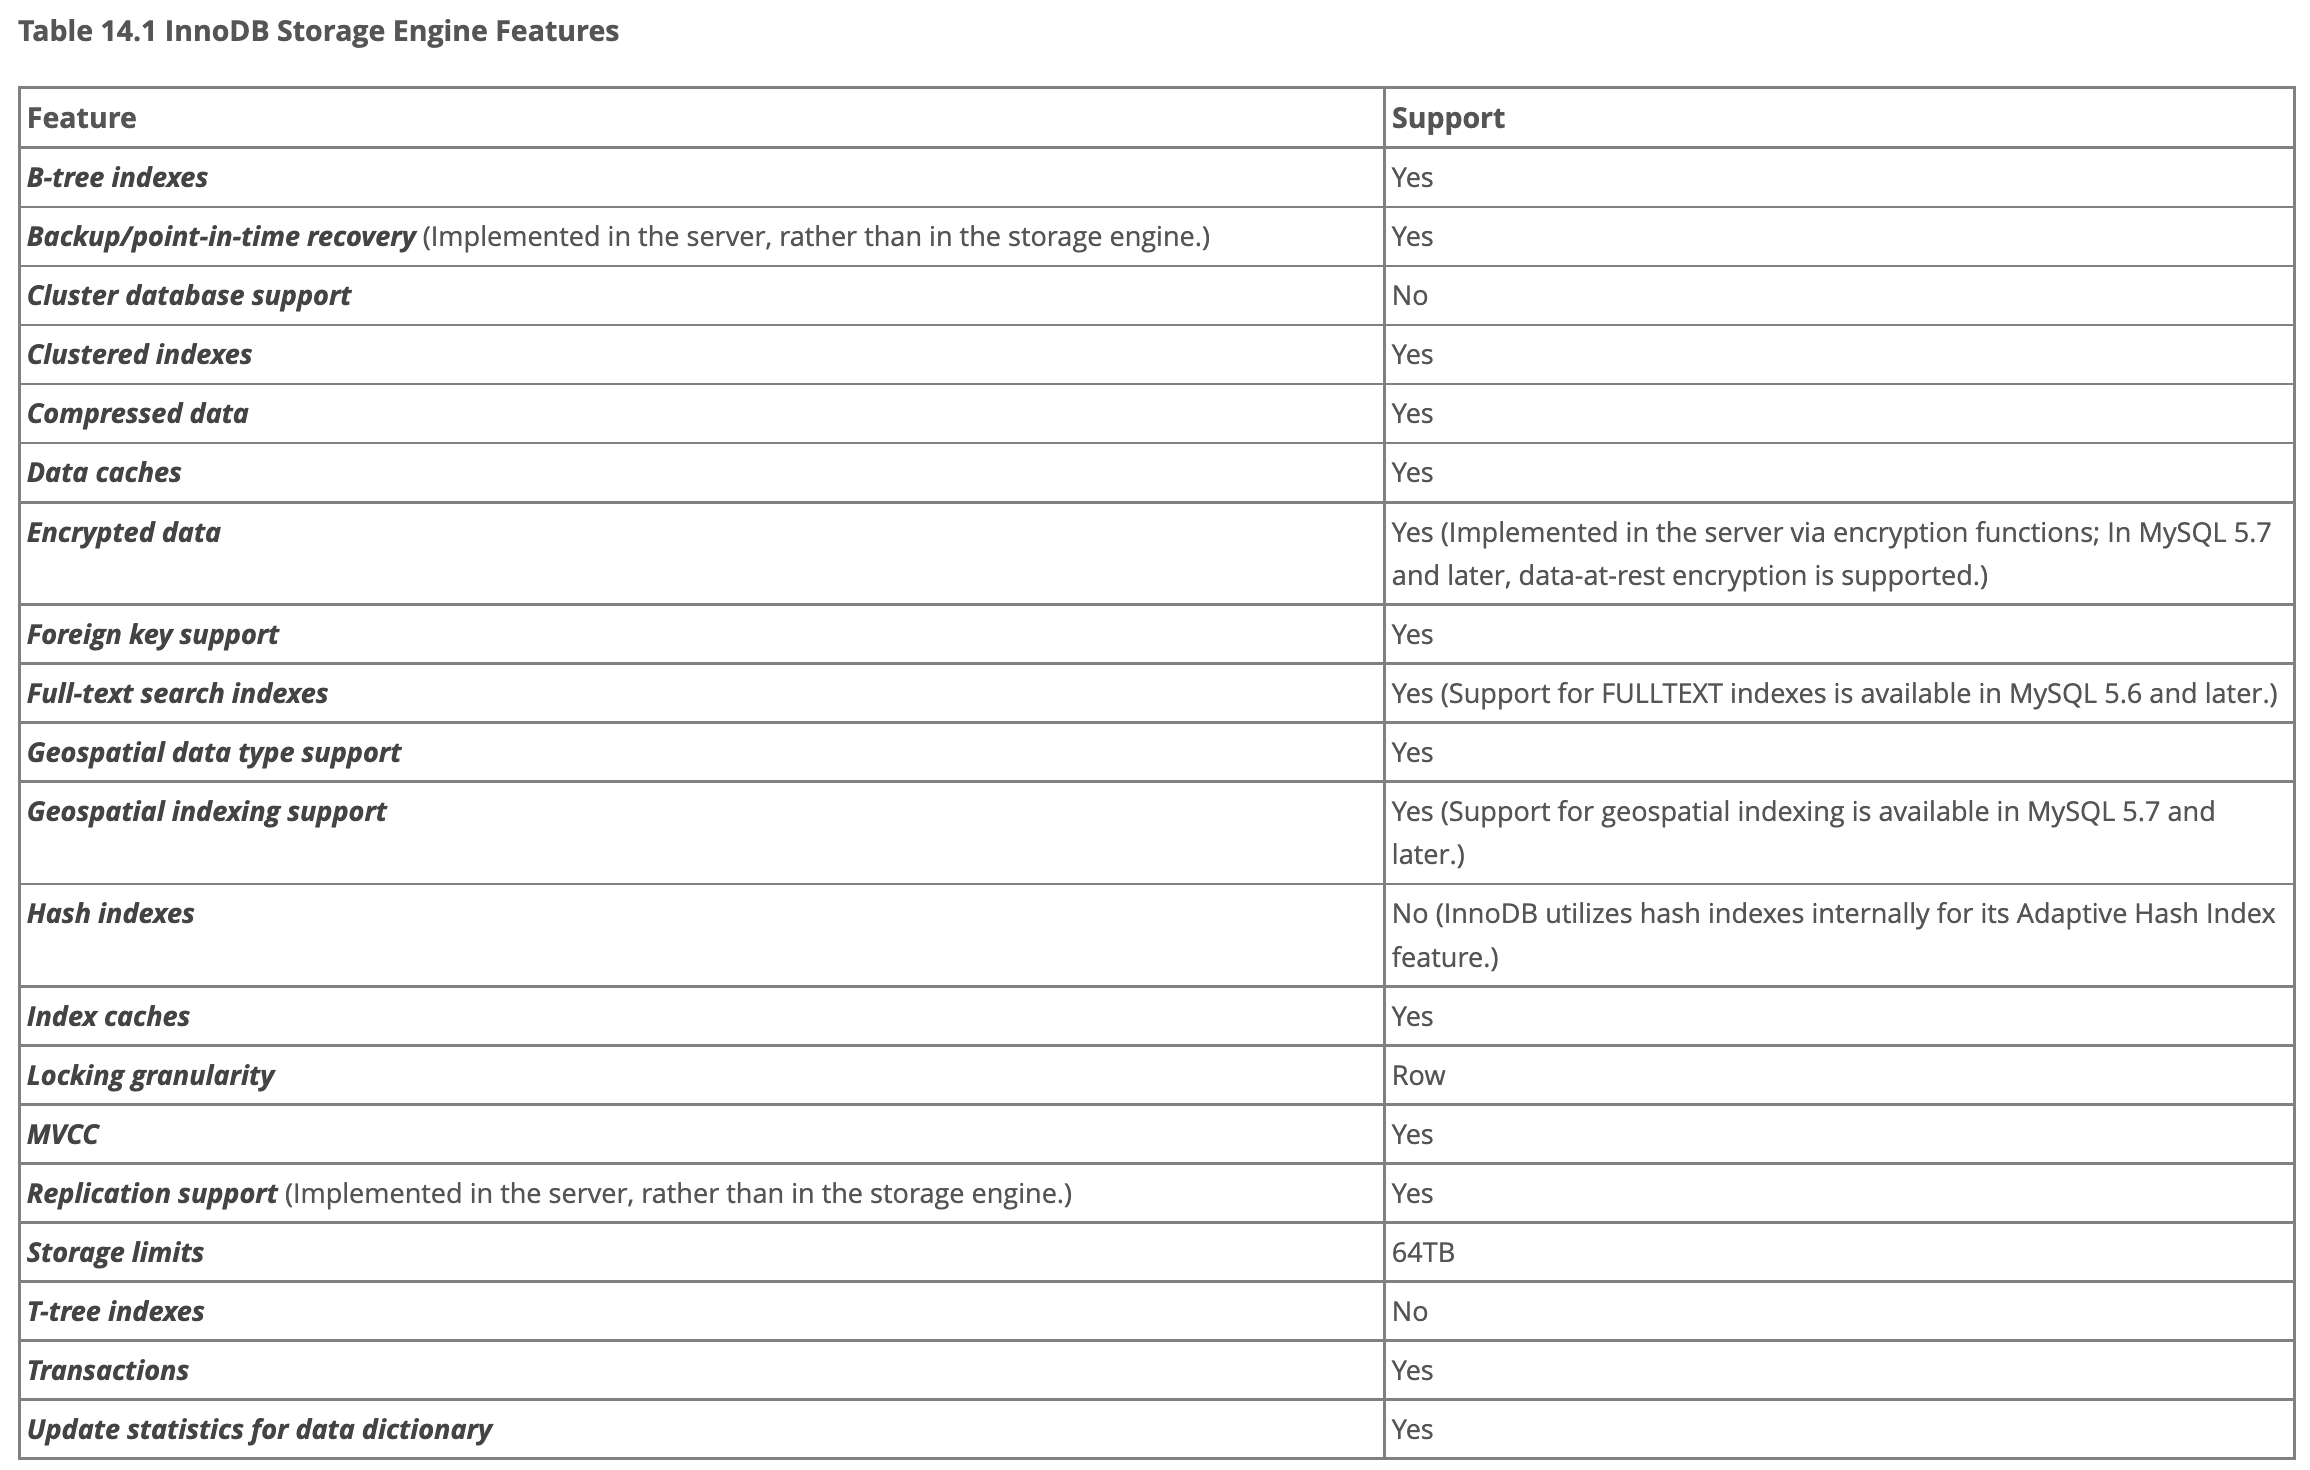 Table 14.1 InnoDB Storage Engine Features
Feature Support
B-tree indexes Yes
Backup/point-in-time recovery (Implemented in the server, rather than in the storage engine.) Yes
Cluster database support No
Clustered indexes Yes
Compressed data Yes
Data caches Yes
Encrypted data Yes (Implemented in the server via encryption functions; In MySQL 5.7
and later, data-at-rest encryption is supported.)
Foreign key support Yes
Full-text search indexes Yes (Support for FULLTEXT indexes is available in MySQL 5.6 and later.)
Geospatial data type support Yes
Geospatial indexing support Yes (Support for geospatial indexing is available in MySQL 5.7 and
later.)
Hash indexes No (InnoDB utilizes hash indexes internally for its Adaptive Hash Index
feature.)
Index caches Yes
Locking granularity Row
MVCC Yes
Replication support (Implemented in the server, rather than in the storage engine.) Yes
Storage limits 64TB
T-tree indexes No
Transactions Yes
Update statistics for data dictionary Yes